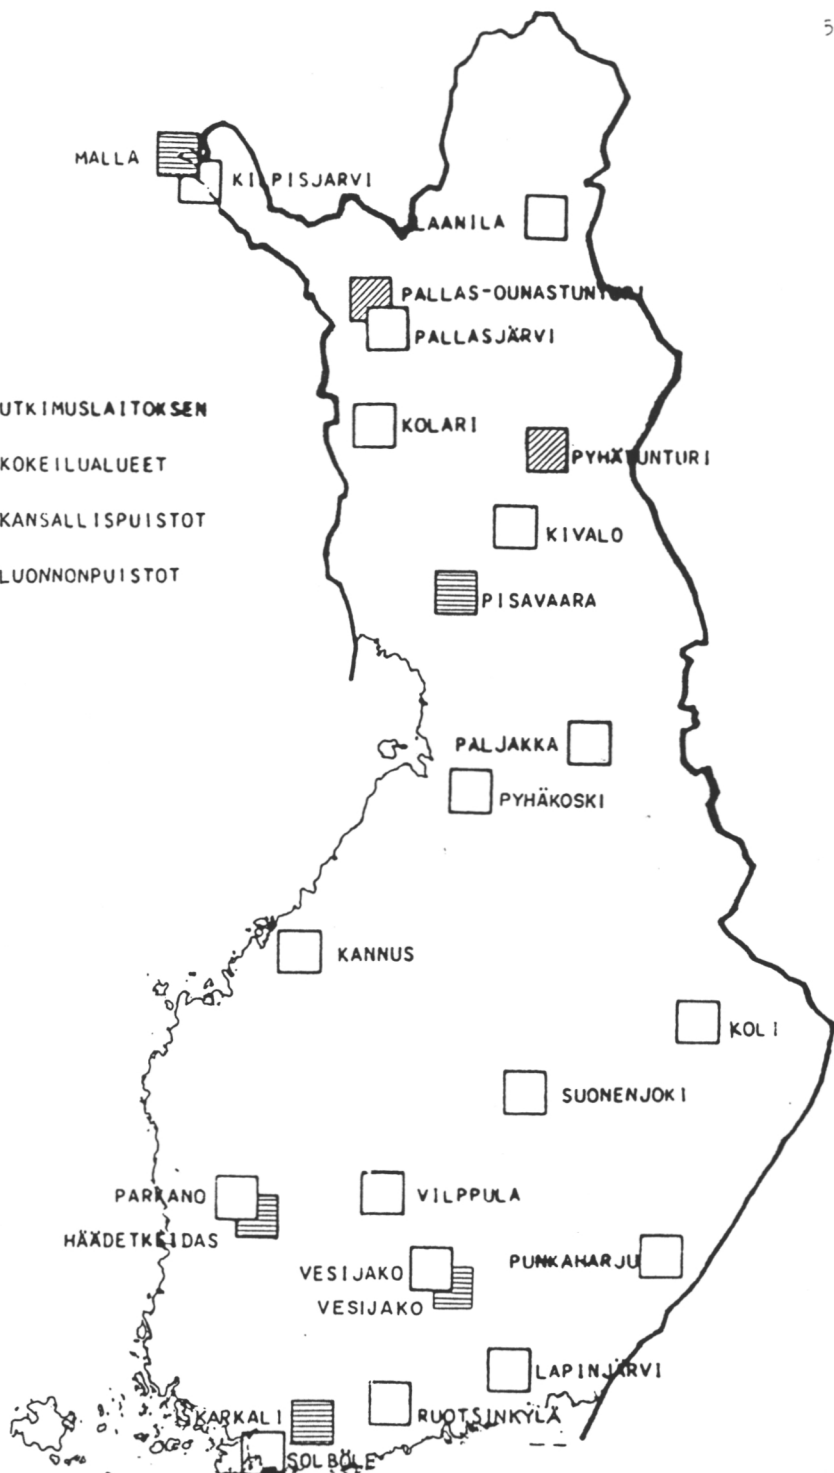 5
MALLA
KILPISJARVI
LAANILA
PALLAS-OUNASTUNTURI
PALLASJÄRVI
UTKIMUSLAITOKSEN
KOLARI
PYHÄTUNTURI
KOKEILUALUEET
KANSALLISPUISTOT
KIVALO
LUONNONPUISTOT
PISAVAARA
PALJAKKA
PYHÄKOSKI
KANNUS
KOLI
SUONENJOKI
PARKANO
VILPPULA
HÄÄDETKEIDAS
PUNKAHARJU
VESIJAKO
VESIJAKO
LAPINJÄRVI
KARKALI
RUOTSINKYLÄ
SOLBÖLE